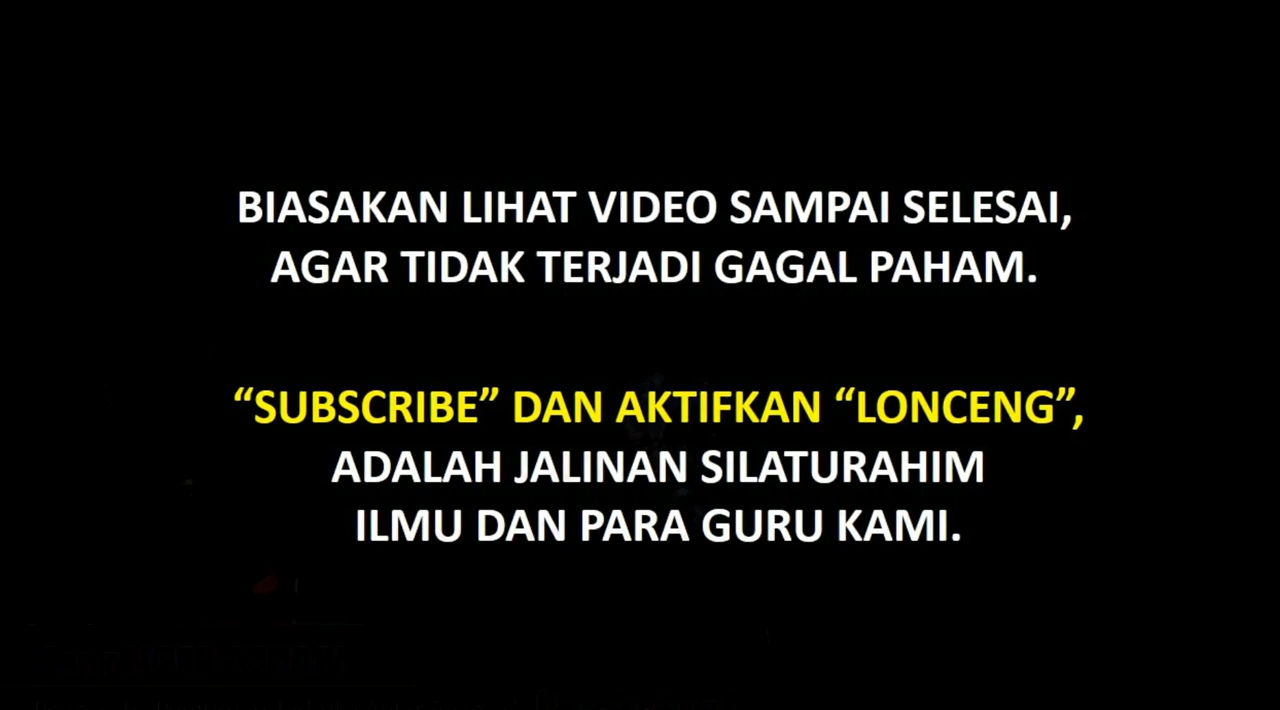 BIASAKAN LIHAT VIDEO SAMPAI SELESAI,
AGAR TIDAK TERJADI GAGAL PAHAM.
“SUBSCRIBE” DAN AKTIFKAN “LONCENG”,
ADALAH JALINAN SILATURAHIM
ILMU DAN PARA GURU KAMI.